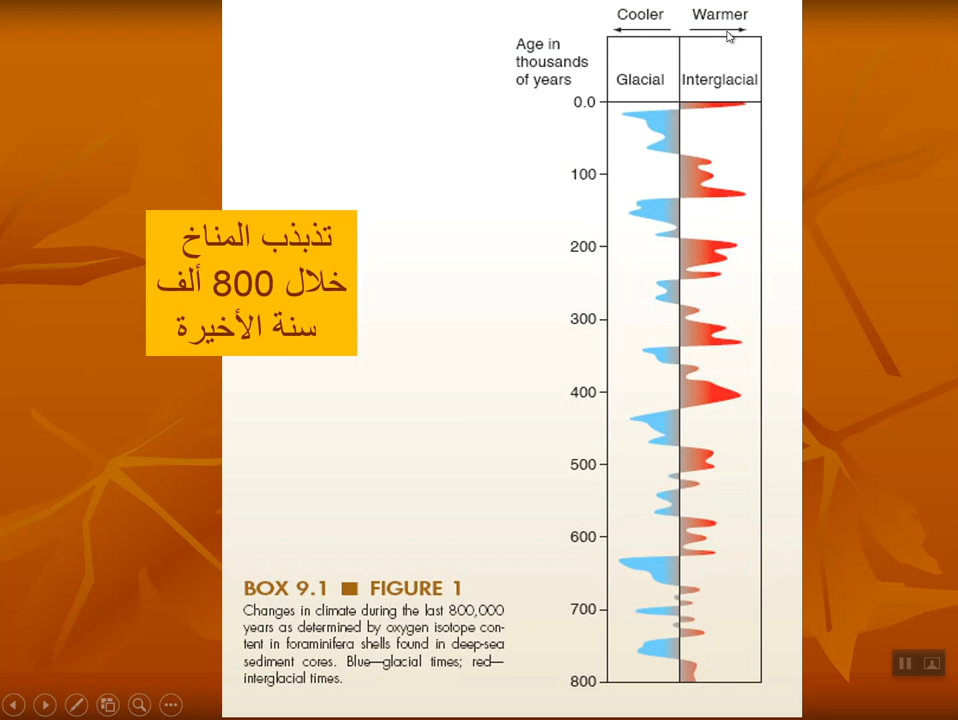 Cooler Warmer
Age in
thousands
of years
Glacial Interglacial
0.0
100
200
300
400
500
600
700
800
تذبذب المناخ
خلال 800 ألف
سنة الأخيرة
BOX 9.1 ■ FIGURE 1
Changes in climate during the last 800,000
years as determined by oxygen isotope con-
tent in foraminifera shells found in deep-sea
sediment cores. Blue—glacial times; red—
interglacial times.